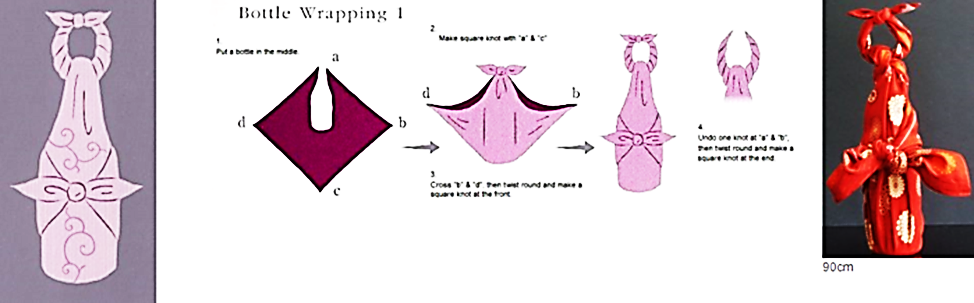 Bottle Wrapping 1
1.
Put a bottle in the middle.
a
d
b
c
2.
Make square knot with "a" & "c"
d
b
3.
Cross "b" & "d", then twist round and make a
square knot at the front.
4.
Undo one knot at "a" & "b",
then twist round and make a
square knot at the end
90cm